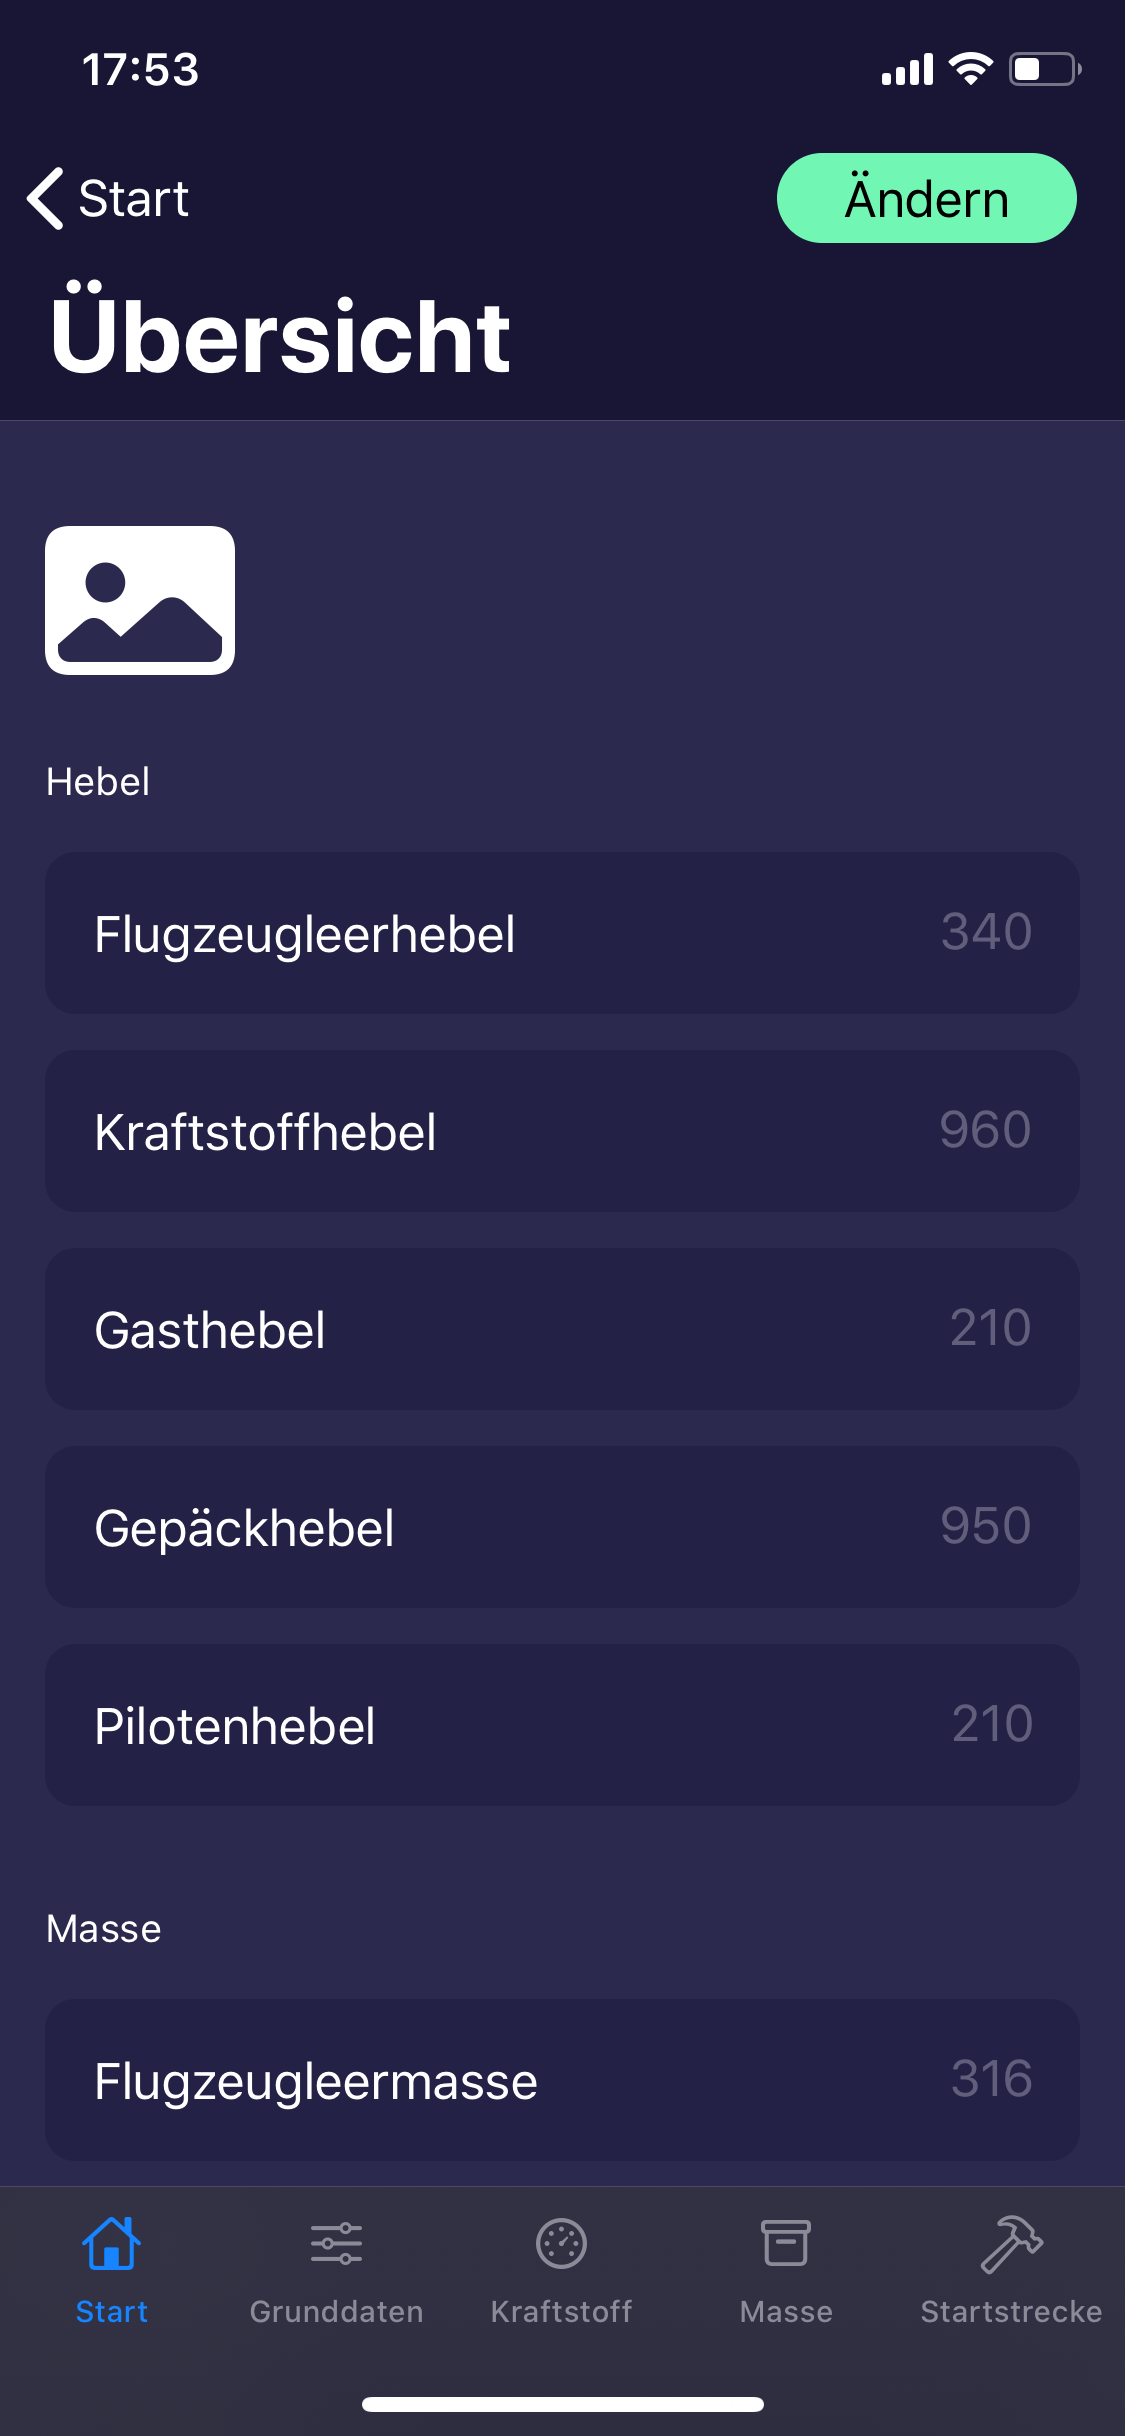 17:53
Start
Ändern
Übersicht
Hebel
Flugzeugleerhebel 340
Kraftstoffhebel 960
Gasthebel 210
Gepäckhebel 950
Pilotenhebel 210
Masse
Flugzeugleermasse 316
Start Grunddaten Kraftstoff Masse Startstrecke